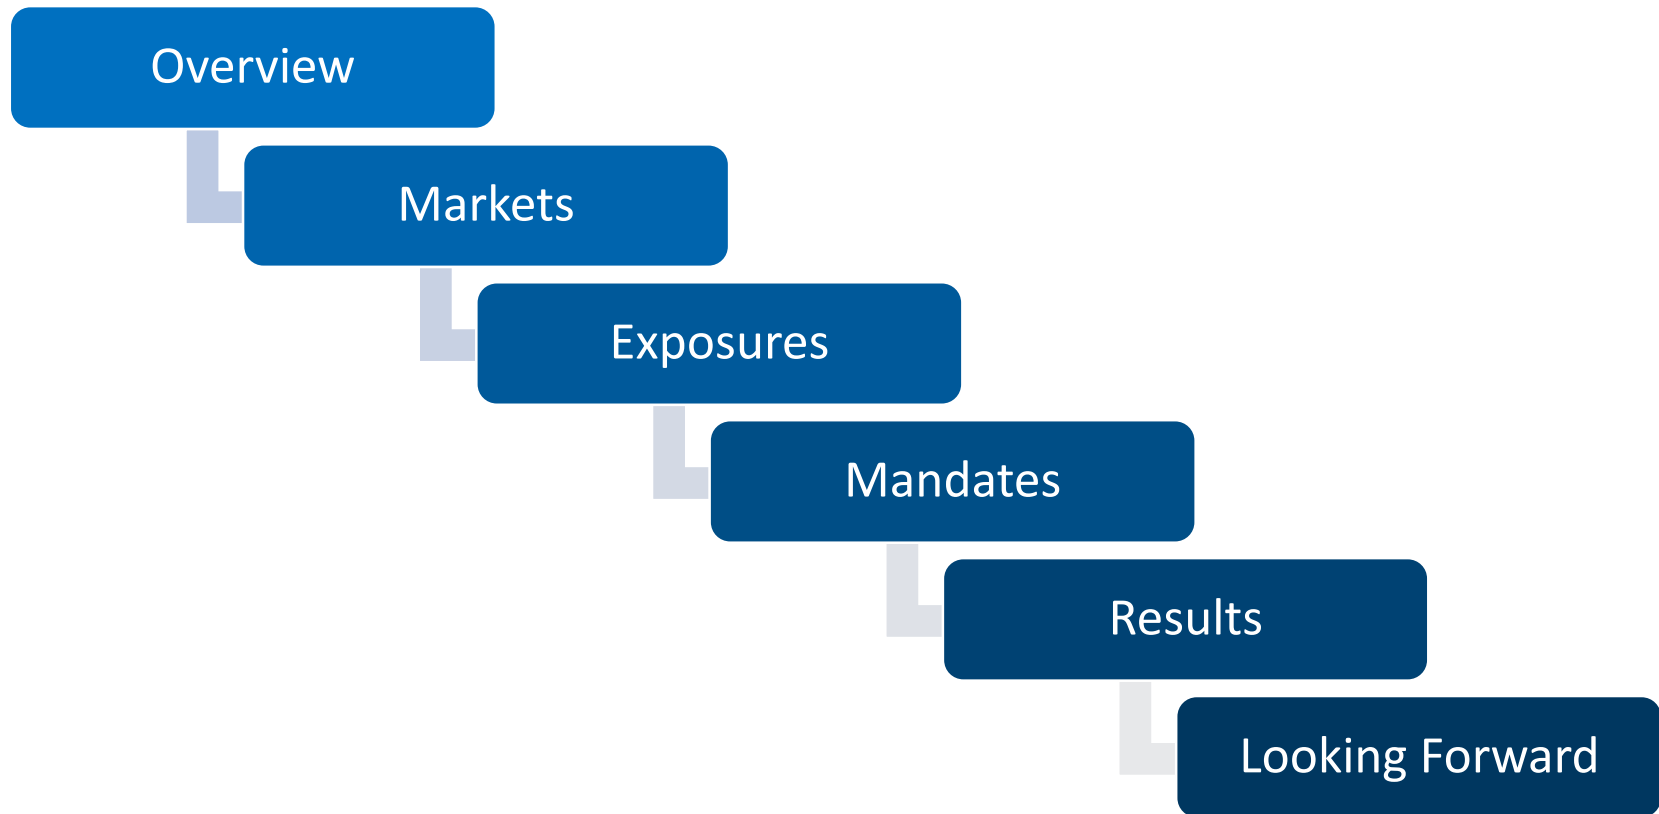 Overview
Markets
Exposures
Mandates
Results
Looking Forward